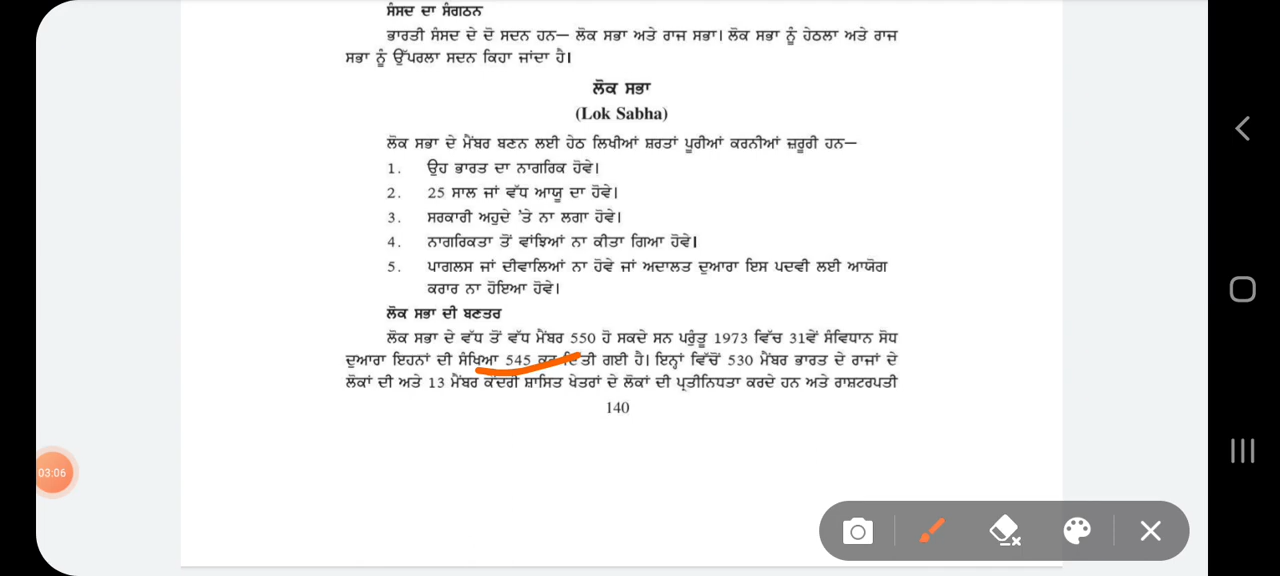 ਸੰਸਦ ਦਾ ਸੰਗਠਨ
ਭਾਰਤੀ ਸੰਸਦ ਦੇ ਦੋ ਸਦਨ ਹਨ— ਲੋਕ ਸਭਾ ਅਤੇ ਰਾਜ ਸਭਾ। ਲੋਕ ਸਭਾ ਨੂੰ ਹੇਠਲਾ ਅਤੇ ਰਾਜ
ਸਭਾ ਨੂੰ ਉੱਪਰਲਾ ਸਦਨ ਕਿਹਾ ਜਾਂਦਾ ਹੈ।
ਲੋਕ ਸਭਾ
(Lok Sabha)
ਲੋਕ ਸਭਾ ਦੇ ਮੈਂਬਰ ਬਣਨ ਲਈ ਹੇਠ ਲਿਖੀਆਂ ਸ਼ਰਤਾਂ ਪੂਰੀਆਂ ਕਰਨੀਆਂ ਜ਼ਰੂਰੀ ਹਨ—
1. ਉਹ ਭਾਰਤ ਦਾ ਨਾਗਰਿਕ ਹੋਵੇ।
2. 25 ਸਾਲ ਜਾਂ ਵੱਧ ਆਯੂ ਦਾ ਹੋਵੇ।
3. ਸਰਕਾਰੀ ਅਹੁਦੇ 'ਤੇ ਨਾ ਲਗਾ ਹੋਵੇ।
4. ਨਾਗਰਿਕਤਾ ਤੋਂ ਵਾਂਝਿਆਂ ਨਾ ਕੀਤਾ ਗਿਆ ਹੋਵੇ।
5. ਪਾਗਲਸ ਜਾਂ ਦੀਵਾਲਿਆਂ ਨਾ ਹੋਵੇ ਜਾਂ ਅਦਾਲਤ ਦੁਆਰਾ ਇਸ ਪਦਵੀ ਲਈ ਆਯੋਗ
ਕਰਾਰ ਨਾ ਹੋਇਆ ਹੋਵੇ।
ਲੋਕ ਸਭਾ ਦੀ ਬਣਤਰ
ਲੋਕ ਸਭਾ ਦੇ ਵੱਧ ਤੋਂ ਵੱਧ ਮੈਂਬਰ 550 ਹੋ ਸਕਦੇ ਸਨ ਪਰੰਤੂ 1973 ਵਿੱਚ 31ਵੇਂ ਸੰਵਿਧਾਨ ਸੋਧ
ਦੁਆਰਾ ਇਹਨਾਂ ਦੀ ਸੰਖਿਆ 545 ਕਰ ਦਿੱਤੀ ਗਈ ਹੈ। ਇਨ੍ਹਾਂ ਵਿੱਚੋਂ 530 ਮੈਂਬਰ ਭਾਰਤ ਦੇ ਰਾਜਾਂ ਦੇ
ਲੋਕਾਂ ਦੀ ਅਤੇ 13 ਮੈਂਬਰ ਕੇਂਦਰੀ ਸ਼ਾਸਿਤ ਖੇਤਰਾਂ ਦੇ ਲੋਕਾਂ ਦੀ ਪ੍ਰਤੀਨਿਧਤਾ ਕਰਦੇ ਹਨ ਅਤੇ ਰਾਸ਼ਟਰਪਤੀ
140
03:06